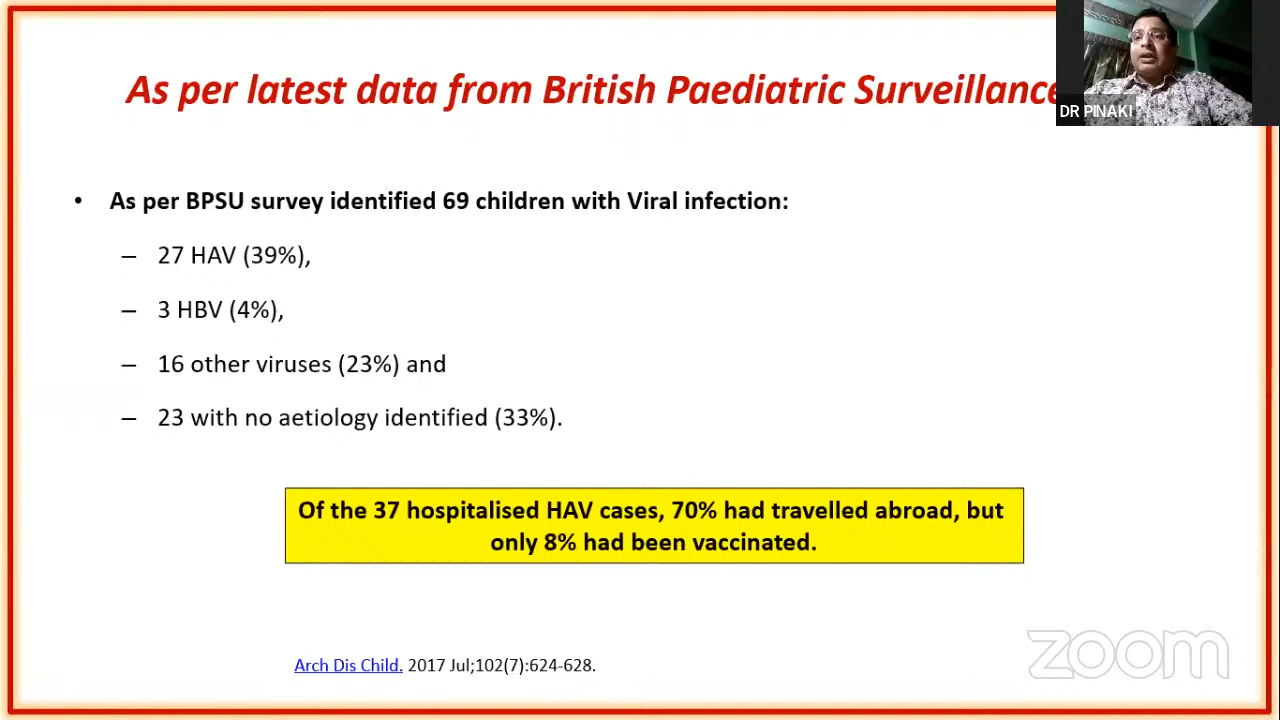 As per latest data from British Paediatric Surveillance
DR PINAKI
• As per BPSU survey identified 69 children with Viral infection:
– 27 HAV (39%),
– 3 HBV (4%),
– 16 other viruses (23%) and
– 23 with no aetiology identified (33%).
Of the 37 hospitalised HAV cases, 70% had travelled abroad, but
only 8% had been vaccinated.
Arch Dis Child. 2017 Jul;102(7):624-628.
zoom